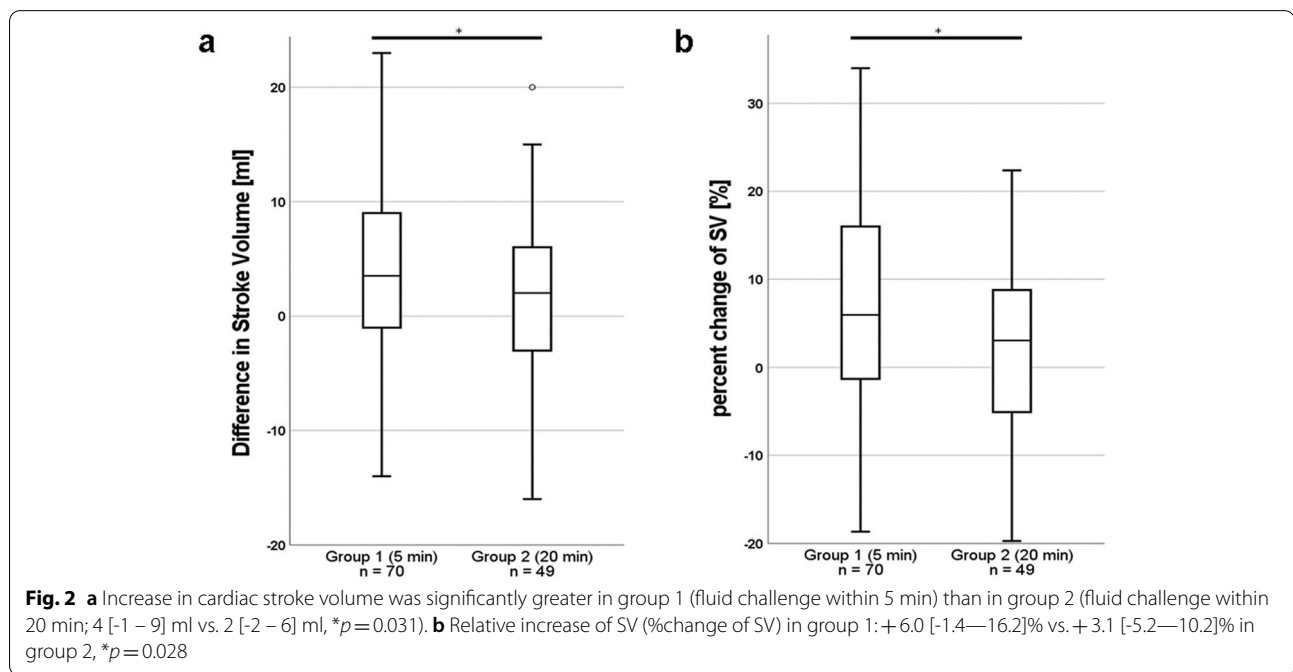 a
*
Difference in Stroke Volume [ml]
20
10
0
-10
-20
Group 1 (5 min)
n = 70
Group 2 (20 min)
n = 49
b
*
percent change of SV [%]
30
20
10
0
-10
-20
Group 1 (5 min)
n = 70
Group 2 (20 min)
n = 49
Fig. 2 a Increase in cardiac stroke volume was significantly greater in group 1 (fluid challenge within 5 min) than in group 2 (fluid challenge within
20 min; 4 [-1 – 9] ml vs. 2 [-2 – 6] ml, *p = 0.031). b Relative increase of SV (%change of SV) in group 1: + 6.0 [-1.4—16.2]% vs. + 3.1 [-5.2—10.2]% in
group 2, *p = 0.028